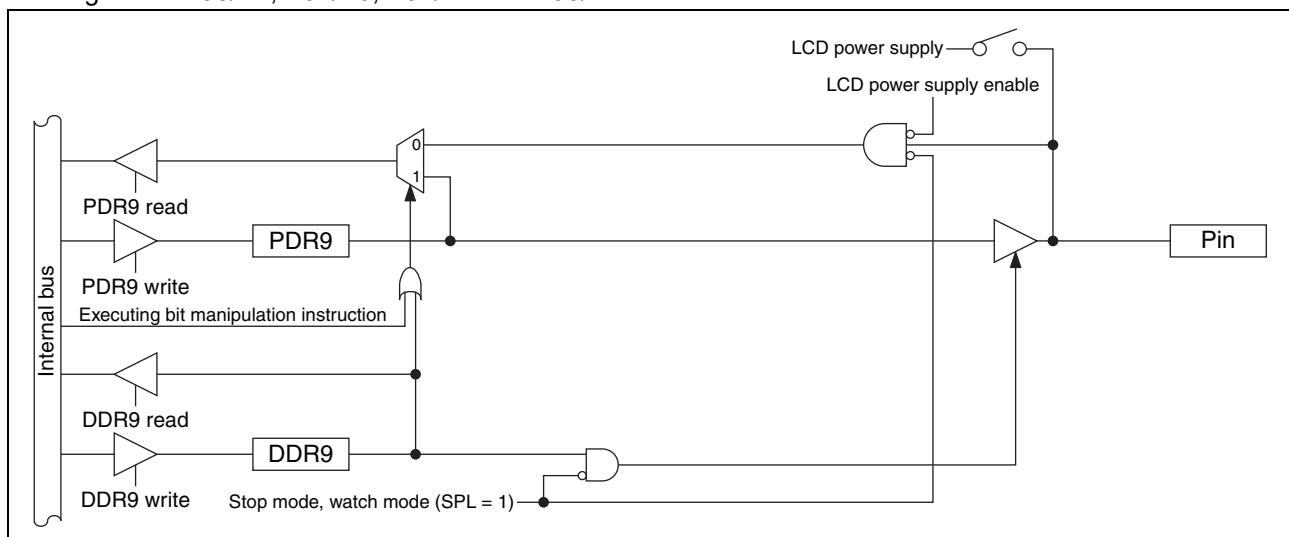 LCD power supply
LCD power supply enable
0
1
PDR9 read
PDR9
Pin
PDR9 write
Executing bit manipulation instruction
Internal bus
DDR9 read
DDR9
DDR9 write
Stop mode, watch mode (SPL = 1)